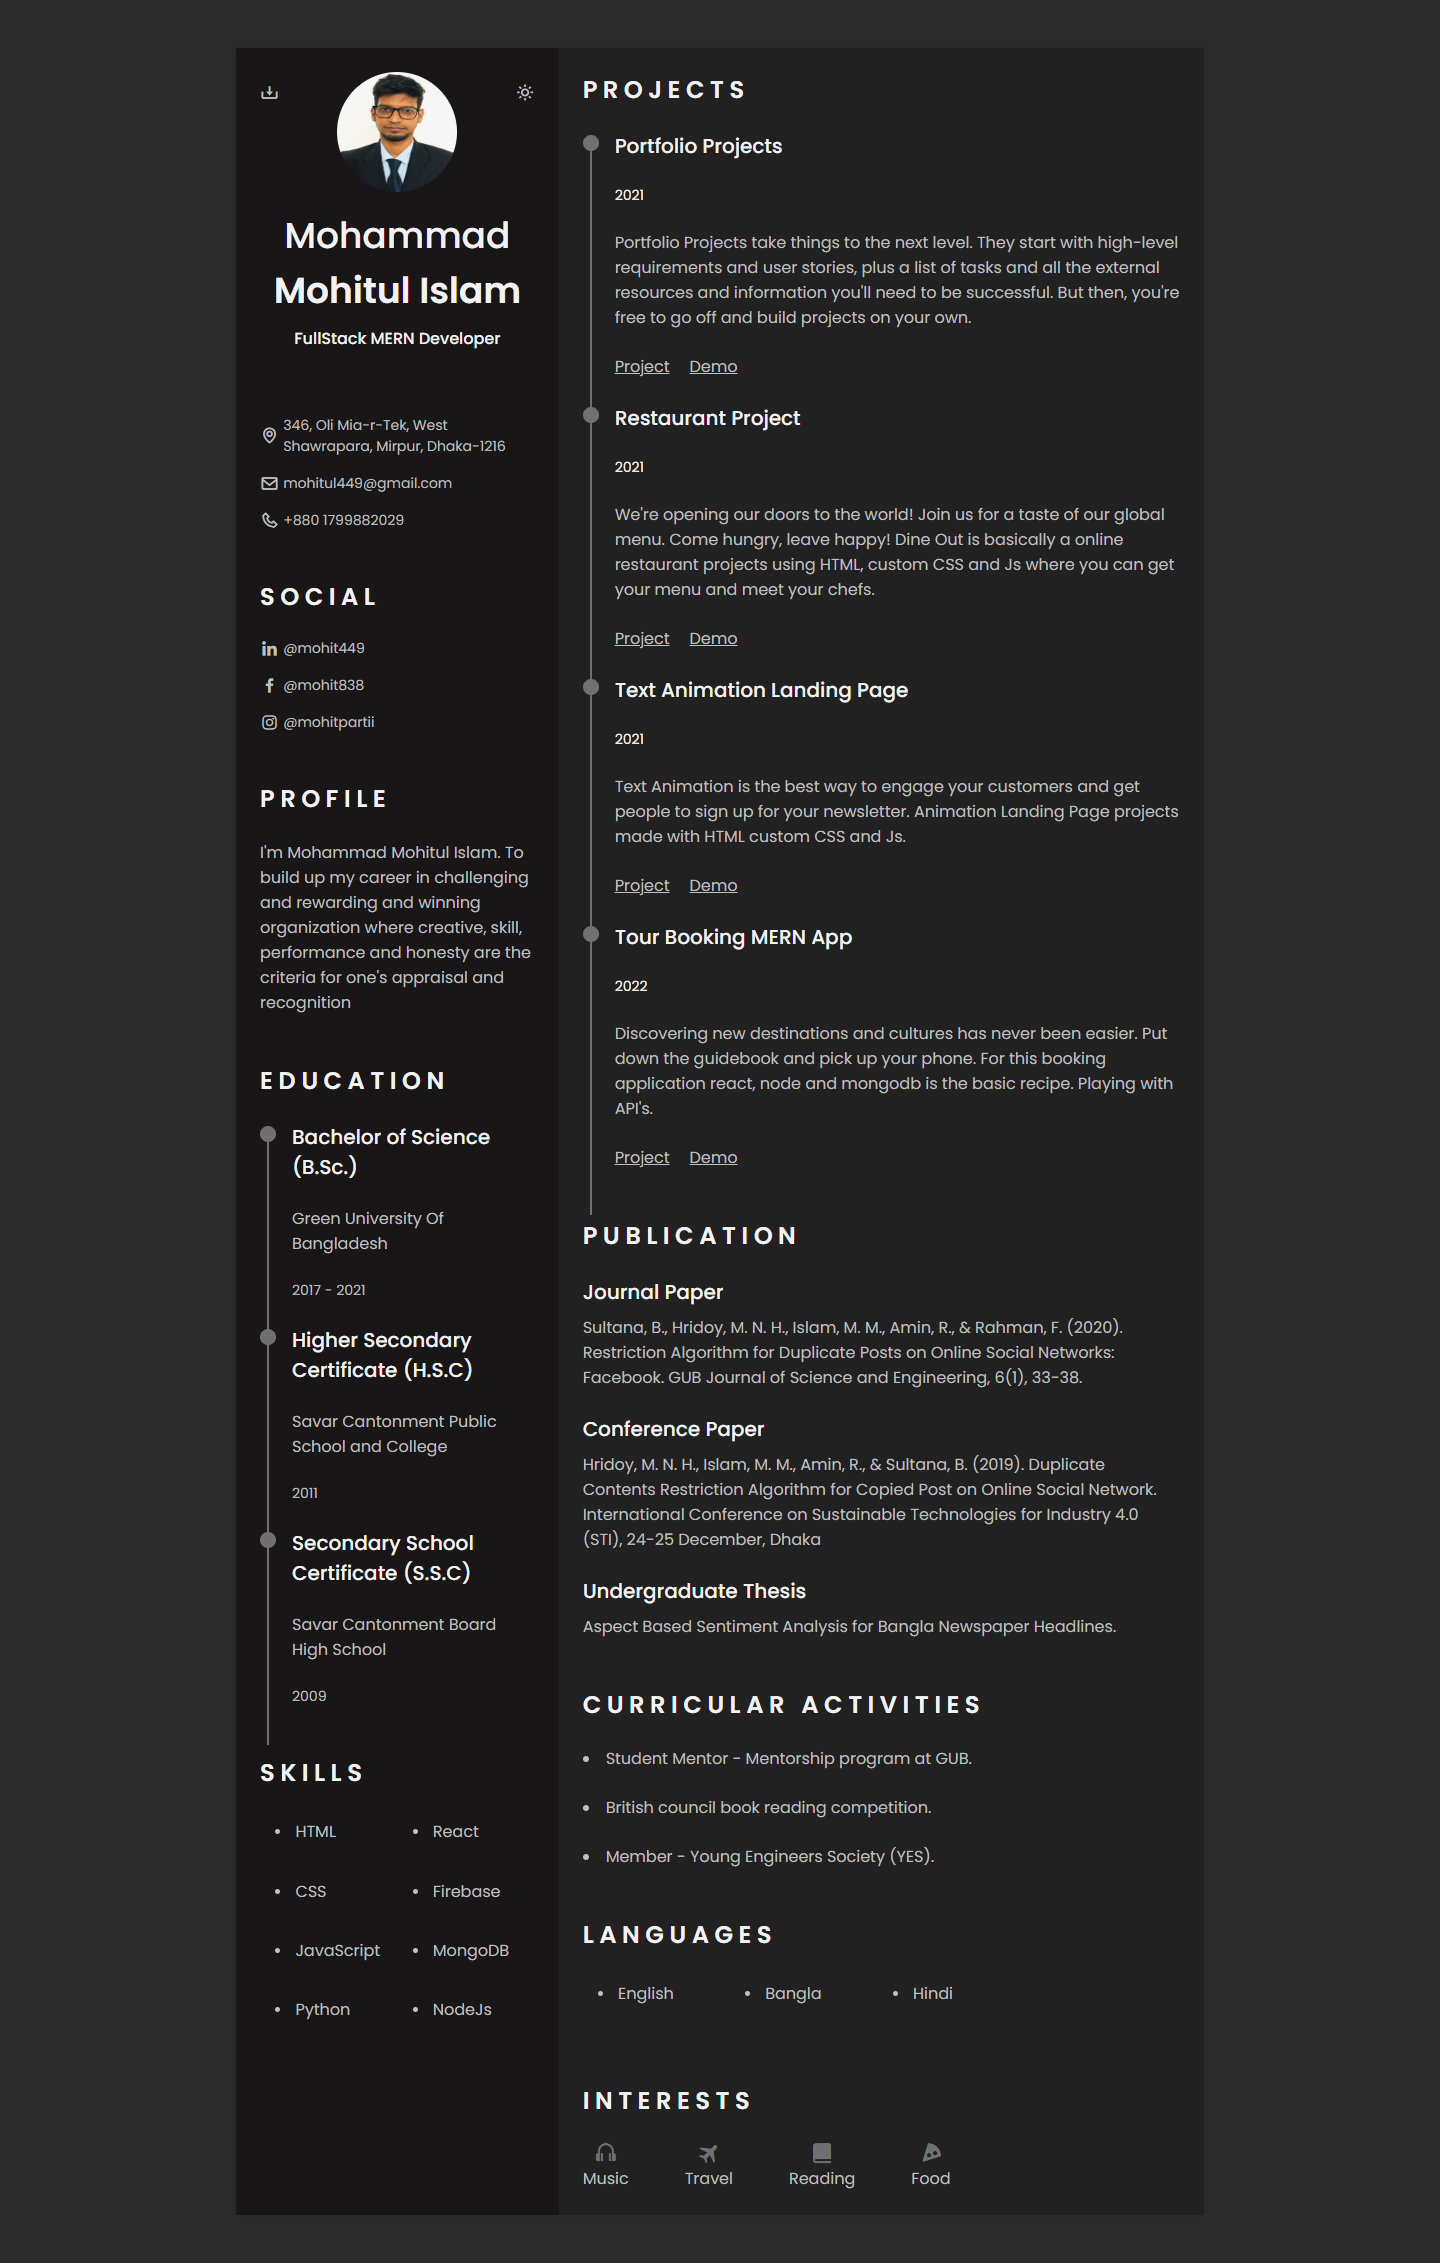 Mohammad
Mohitul Islam
FullStack MERN Developer
346, Oli Mia-r-Tek, West
Shawrapara, Mirpur, Dhaka-1216
mohitul449@gmail.com
+880 1799882029
SOCIAL
@mohit449
@mohit838
@mohitpartii
PROFILE
I'm Mohammad Mohitul Islam. To
build up my career in challenging
and rewarding and winning
organization where creative, skill,
performance and honesty are the
criteria for one's appraisal and
recognition
EDUCATION
Bachelor of Science
(B.Sc.)
Green University Of
Bangladesh
2017 - 2021
Higher Secondary
Certificate (H.S.C)
Savar Cantonment Public
School and College
2011
Secondary School
Certificate (S.S.C)
Savar Cantonment Board
High School
2009
SKILLS
• HTML • React
• CSS • Firebase
• JavaScript • MongoDB
• Python • NodeJs
PROJECTS
Portfolio Projects
2021
Portfolio Projects take things to the next level. They start with high-level
requirements and user stories, plus a list of tasks and all the external
resources and information you'll need to be successful. But then, you're
free to go off and build projects on your own.
Project Demo
Restaurant Project
2021
We're opening our doors to the world! Join us for a taste of our global
menu. Come hungry, leave happy! Dine Out is basically a online
restaurant projects using HTML, custom CSS and Js where you can get
your menu and meet your chefs.
Project Demo
Text Animation Landing Page
2021
Text Animation is the best way to engage your customers and get
people to sign up for your newsletter. Animation Landing Page projects
made with HTML custom CSS and Js.
Project Demo
Tour Booking MERN App
2022
Discovering new destinations and cultures has never been easier. Put
down the guidebook and pick up your phone. For this booking
application react, node and mongodb is the basic recipe. Playing with
API's.
Project Demo
PUBLICATION
Journal Paper
Sultana, B., Hridoy, M. N. H., Islam, M. M., Amin, R., & Rahman, F. (2020).
Restriction Algorithm for Duplicate Posts on Online Social Networks:
Facebook. GUB Journal of Science and Engineering, 6(1), 33-38.
Conference Paper
Hridoy, M. N. H., Islam, M. M., Amin, R., & Sultana, B. (2019). Duplicate
Contents Restriction Algorithm for Copied Post on Online Social Network.
International Conference on Sustainable Technologies for Industry 4.0
(STI), 24-25 December, Dhaka
Undergraduate Thesis
Aspect Based Sentiment Analysis for Bangla Newspaper Headlines.
CURRICULAR ACTIVITIES
• Student Mentor - Mentorship program at GUB.
• British council book reading competition.
• Member - Young Engineers Society (YES).
LANGUAGES
• English • Bangla • Hindi
INTERESTS
Music Travel Reading Food